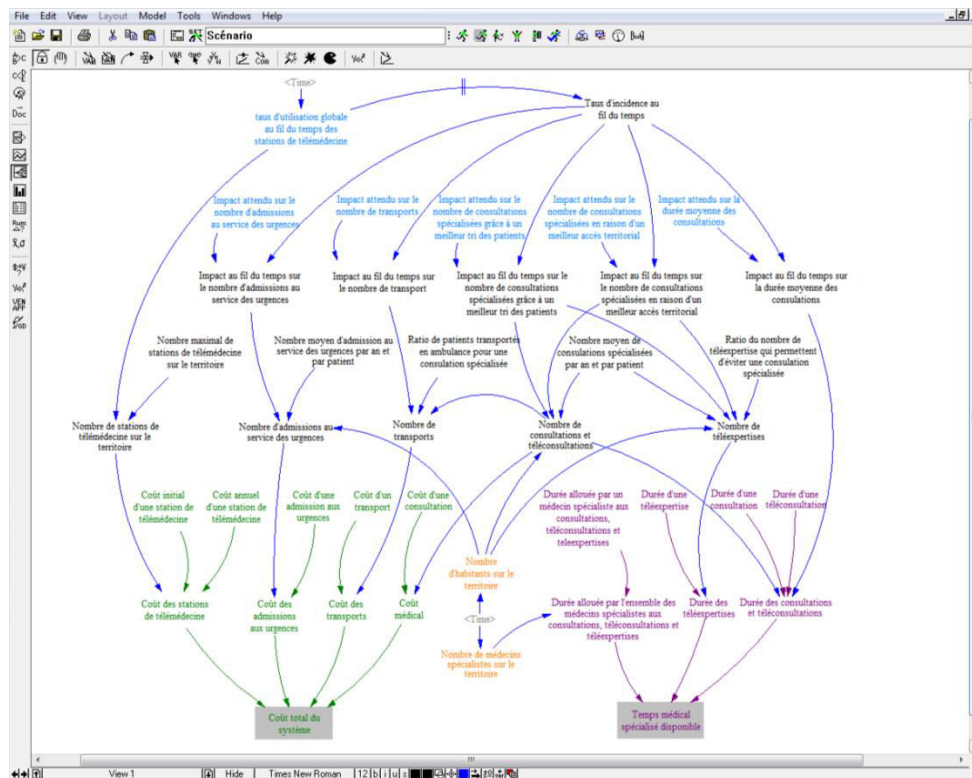 File Edit View Layout Model Tools Windows Help
Scénario
<Time>
taux d'utilisation globale
au fil du temps des
stations de télémédecine
Taux d'incidence au
fil du temps
Impact attendu sur le
nombre d'admissions
au service des urgences
Impact attendu sur le
nombre de transports
Impact attendu sur le
nombre de consultations
spécialisées grâce à un
meilleur tri des patients
Impact attendu sur le
nombre de consultations
spécialisées en raison d'un
meilleur accès territorial
Impact attendu sur la
durée moyenne des
consultations
Impact au fil du temps sur
le nombre d'admissions au
service des urgences
Impact au fil du temps sur
le nombre de transport
Impact au fil du temps sur le
nombre de consultations
spécialisées grâce à un
meilleur tri des patients
Impact au fil du temps sur
le nombre de consultations
spécialisées en raison d'un
meilleur accès territorial
Impact au fil du temps sur
la durée moyenne des
consulations
Nombre maximal de
stations de télémédecine
sur le territoire
Nombre moyen d'admission au
service des urgences par an et
par patient
Ratio de patients transportés
en ambulance pour une
consulation spécialisée
Nombre moyen de
consultations spécialisées
par an et par patient
Ratio du nombre de
téléexpertise qui permettent
d'éviter une consulation
spécialisée
Nombre de stations de
télémédecine sur le
territoire
Nombre d'admissions au
service des urgences
Nombre de
transports
Nombre de
consultations et
téléconsultations
Nombre de
téléexpertises
Coût initial
d'une station de
télémédecine
Coût annuel
d'une station de
télémédecine
Coût d'une
admission aux
urgences
Coût d'un
transport
Coût d'une
consultation
Durée allouée par un
médecin spécialiste aux
consultations,
téléconsultations et
teleexpertises
Durée d'une
téléexpertise
Durée d'une
consultation
Durée d'une
téléconsultation
Nombre
d'habitants sur le
territoire
Coût des stations
de télémédecine
Coût des
admissions
aux urgences
Coût des
transports
Coût
médical
<Time>
Durée allouée par l'ensemble des
médecins spécialistes aux
consultations, téléconsultations et
téléexpertises
Durée des
téléexpertises
Durée des consultations
et téléconsultations
Nombre de médecins
spécialistes sur le
territoire
Coût total du
système
Temps médical
spécialisé disponible
View 1 Hide Times New Roman 12 b i u s